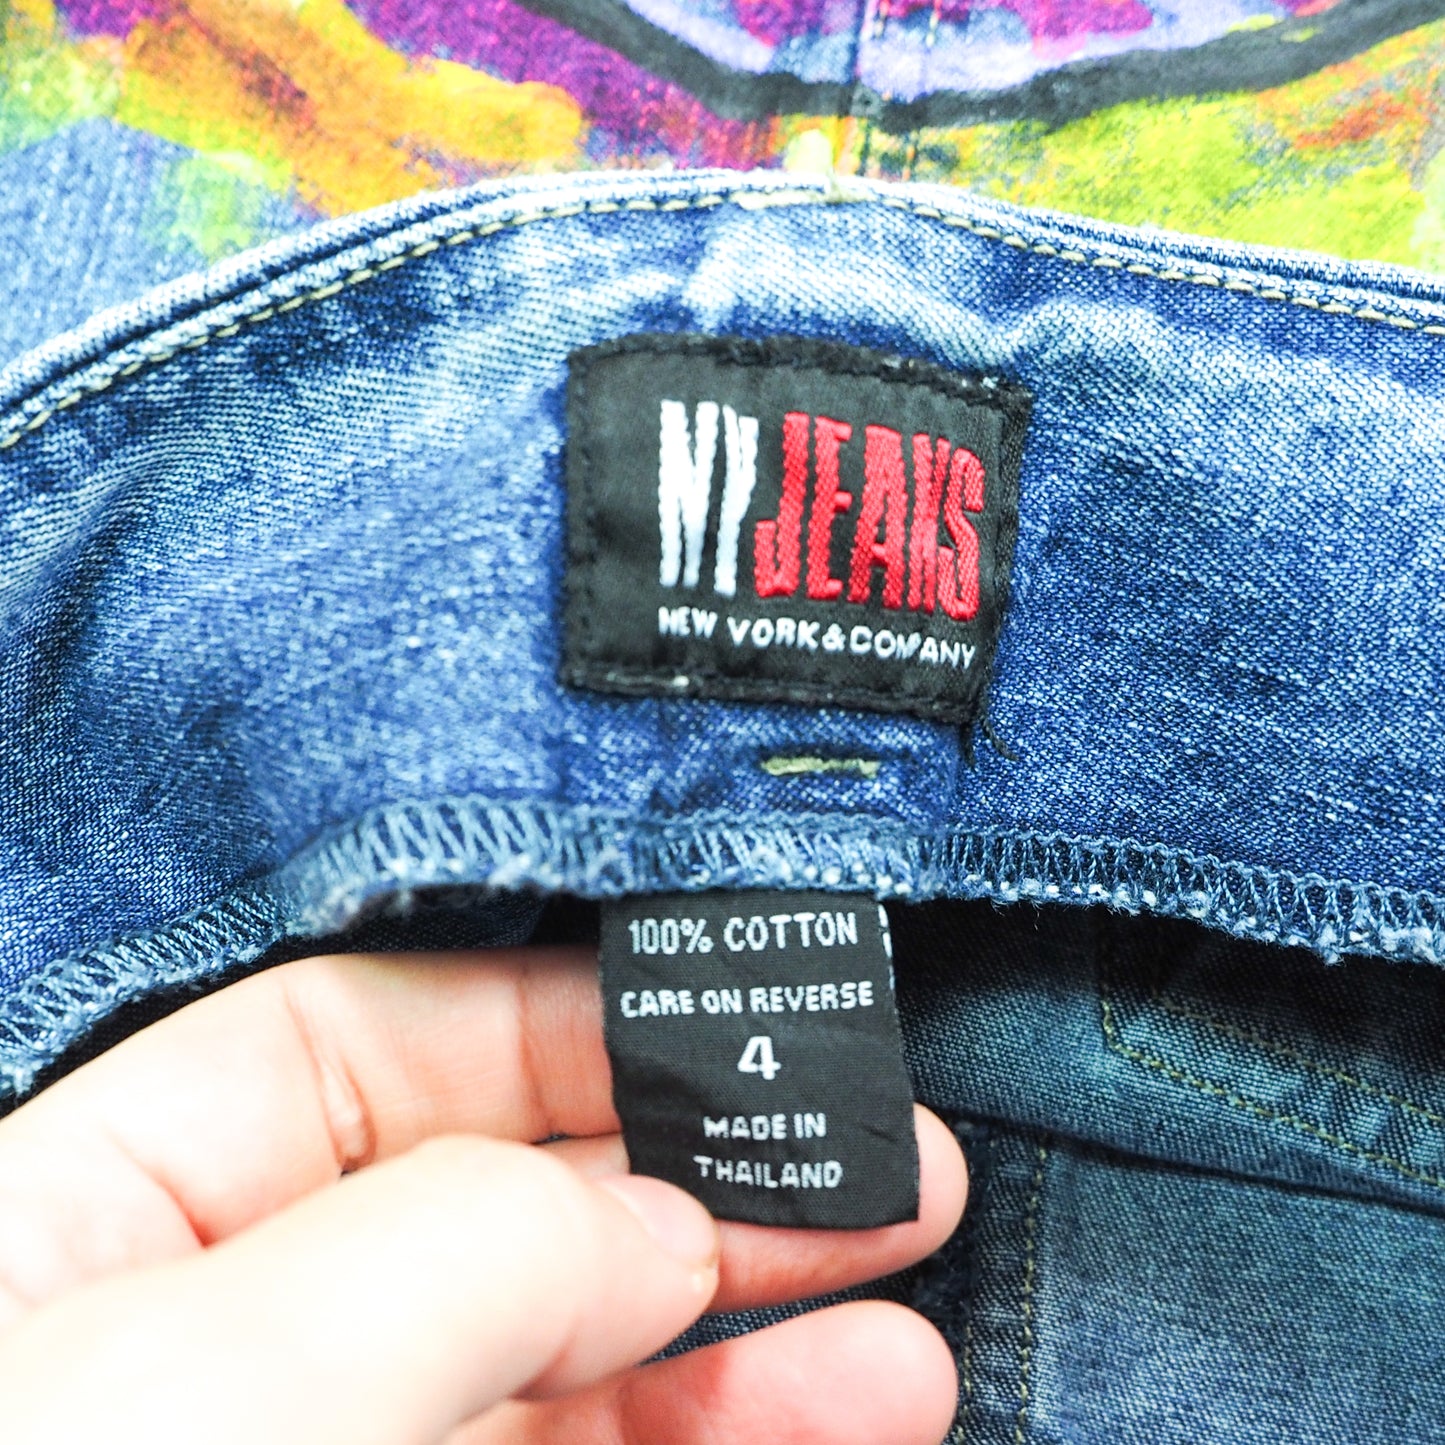 NY JEANS
NEW YORK & COMPANY
100% COTTON
CARE ON REVERSE
4
MADE IN
THAILAND